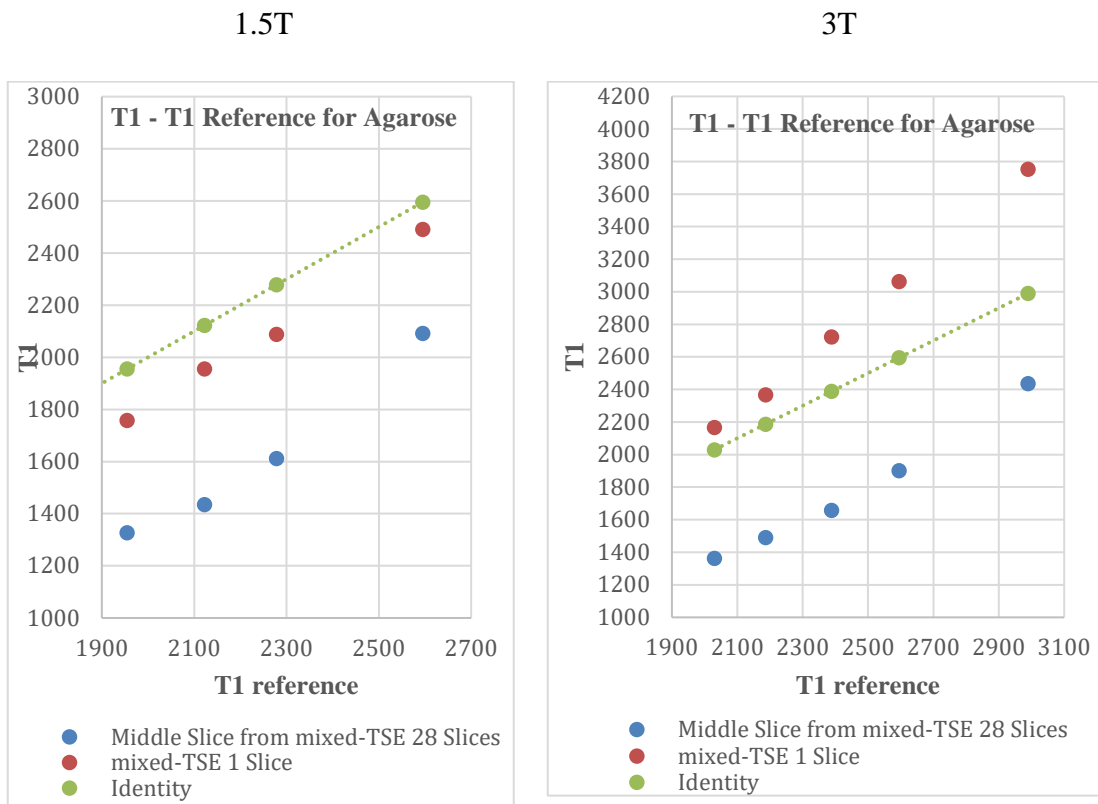 1.5T
3T
T1 - T1 Reference for Agarose
3000
2800
2600
2400
2200
2000
1800
1600
1400
1200
1000
T1
1900 2100 2300 2500 2700
T1 reference
Middle Slice from mixed-TSE 28 Slices
mixed-TSE 1 Slice
Identity
T1 - T1 Reference for Agarose
4200
4000
3800
3600
3400
3200
3000
2800
2600
2400
2200
2000
1800
1600
1400
1200
1000
T1
1900 2100 2300 2500 2700 2900 3100
T1 reference
Middle Slice from mixed-TSE 28 Slices
mixed-TSE 1 Slice
Identity